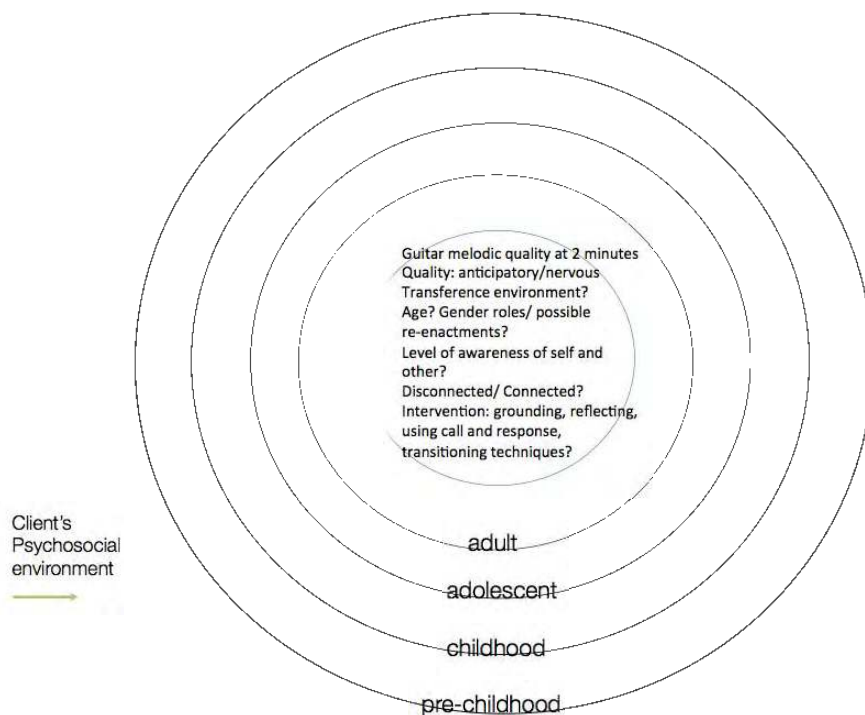 Guitar melodic quality at 2 minutes
Quality: anticipatory/nervous
Transference environment?
Age? Gender roles/ possible
re-enactments?
Level of awareness of self and
other?
Disconnected/ Connected?
Intervention: grounding, reflecting,
using call and response,
transitioning techniques?
Client's
Psychosocial
environment
adult
adolescent
childhood
pre-childhood